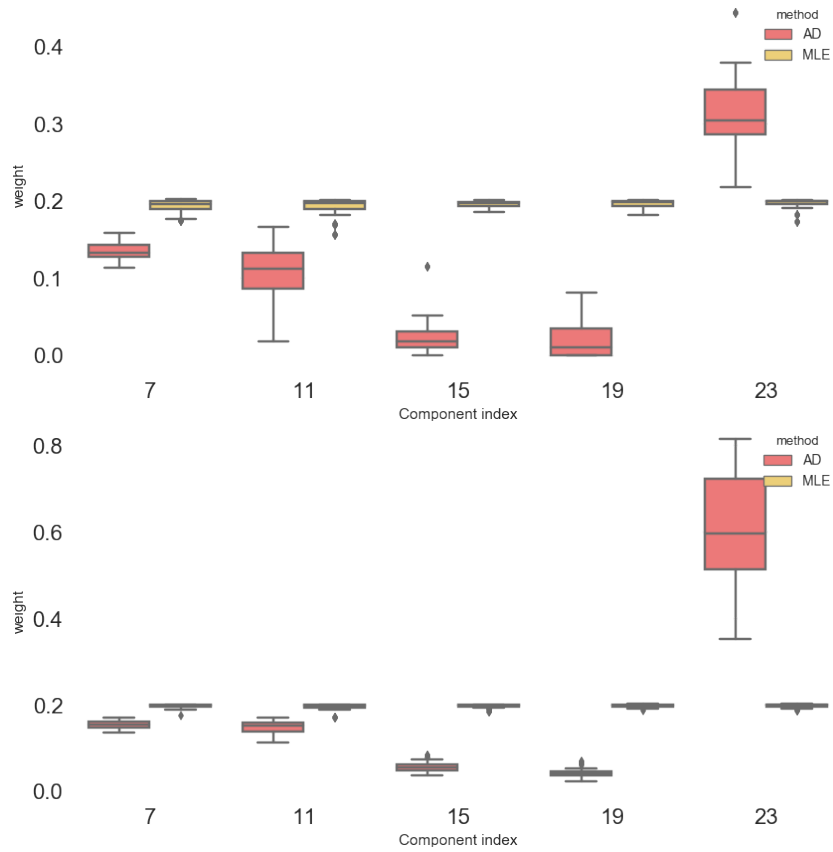 method
AD
MLE
0.4
0.3
0.2
0.1
0.0
weight
7 11 15 19 23
Component index
method
AD
MLE
0.8
0.6
0.4
0.2
0.0
weight
7 11 15 19 23
Component index